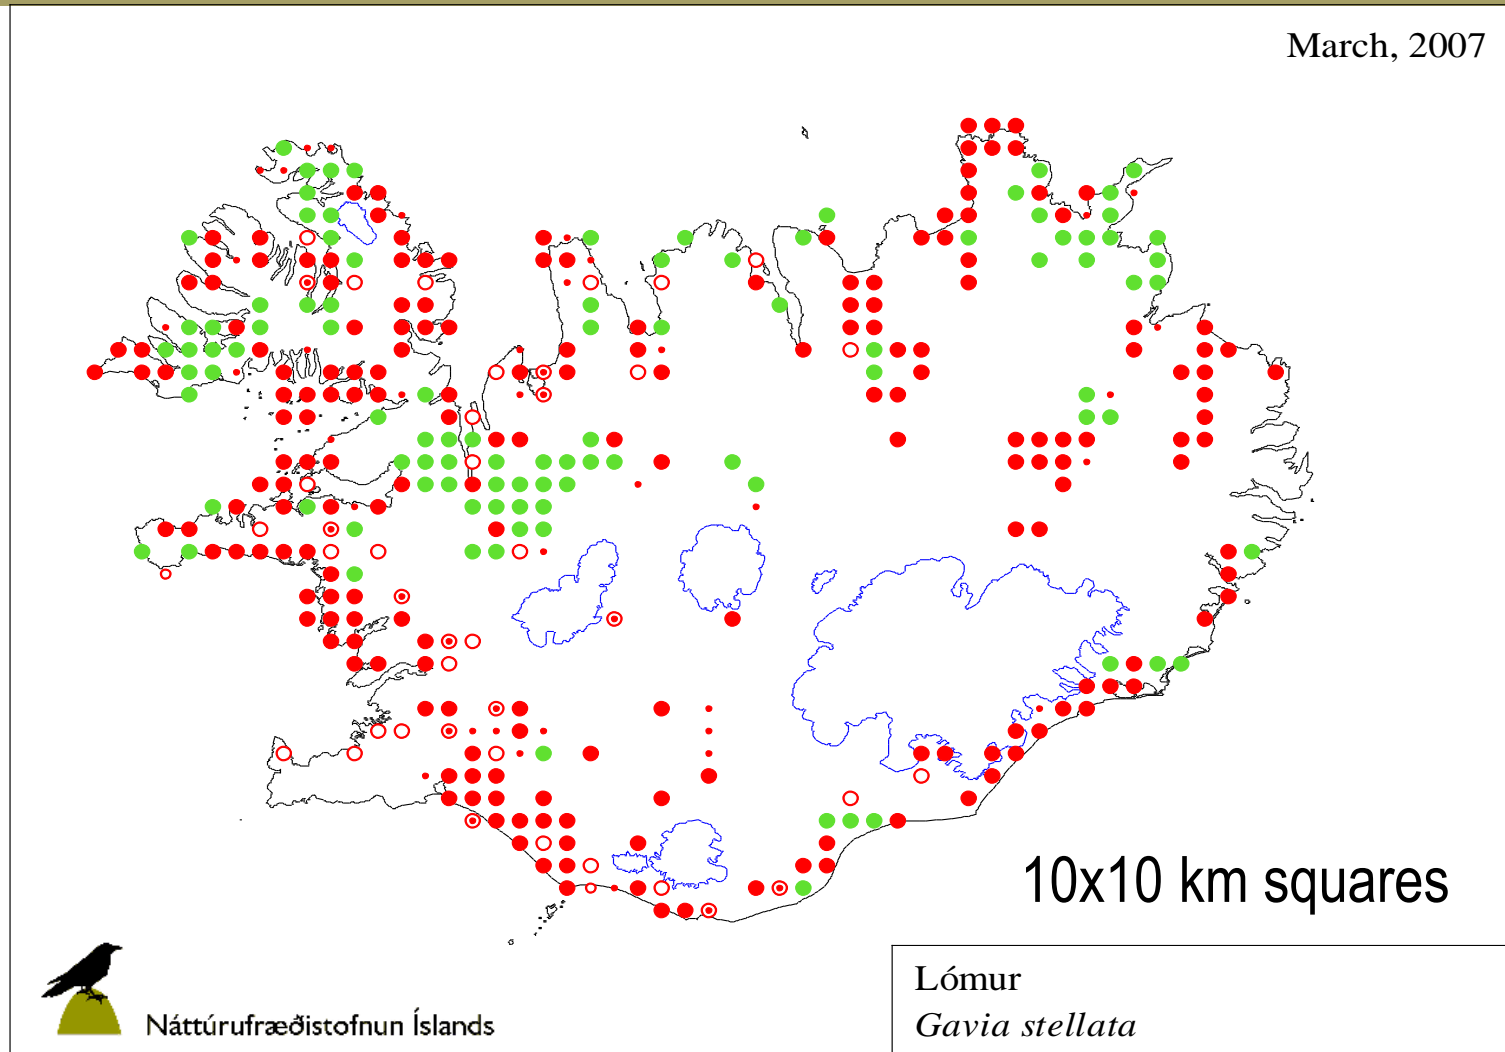 March, 2007
10x10 km squares
Lómur
Gavia stellata
Náttúrufræðistofnun Íslands